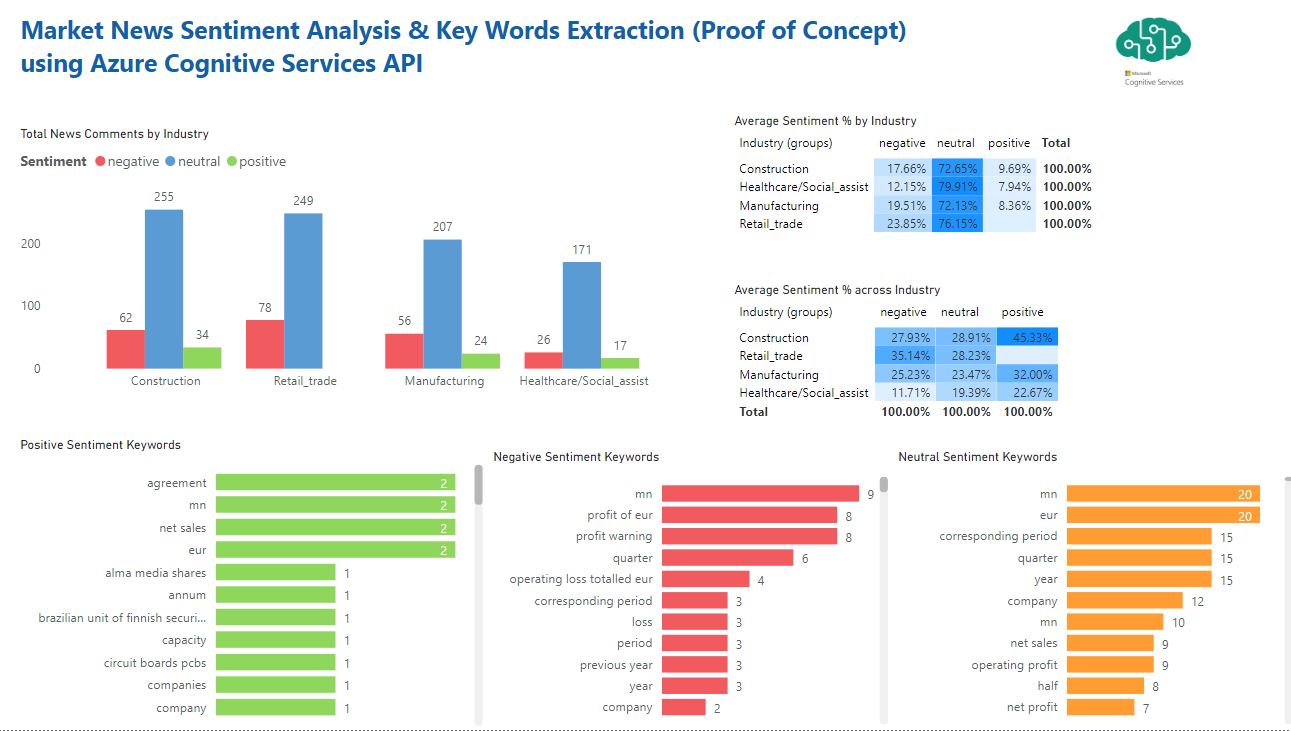 Market News Sentiment Analysis & Key Words Extraction (Proof of Concept)
using Azure Cognitive Services API
Microsoft
Cognitive Services
Total News Comments by Industry
Sentiment negative neutral positive
200
100
0
62
255
34
78
249
56
207
24
26
171
17
Construction
Retail_trade
Manufacturing
Healthcare/Social_assist
Average Sentiment % by Industry
Industry (groups) negative neutral positive Total
Construction 17.66% 72.65% 9.69% 100.00%
Healthcare/Social_assist 12.15% 79.91% 7.94% 100.00%
Manufacturing 19.51% 72.13% 8.36% 100.00%
Retail_trade 23.85% 76.15% 100.00%
Average Sentiment % across Industry
Industry (groups) negative neutral positive
Construction 27.93% 28.91% 45.33%
Retail_trade 35.14% 28.23%
Manufacturing 25.23% 23.47% 32.00%
Healthcare/Social_assist 11.71% 19.39% 22.67%
Total 100.00% 100.00% 100.00%
Positive Sentiment Keywords
agreement 2
mn 2
net sales 2
eur 2
alma media shares 1
annum 1
brazilian unit of finnish securi... 1
capacity 1
circuit boards pcbs 1
companies 1
company 1
Negative Sentiment Keywords
mn 9
profit of eur 8
profit warning 8
quarter 6
operating loss totalled eur 4
corresponding period 3
loss 3
period 3
previous year 3
year 3
company 2
Neutral Sentiment Keywords
mn 20
eur 20
corresponding period 15
quarter 15
year 15
company 12
mn 10
net sales 9
operating profit 9
half 8
net profit 7